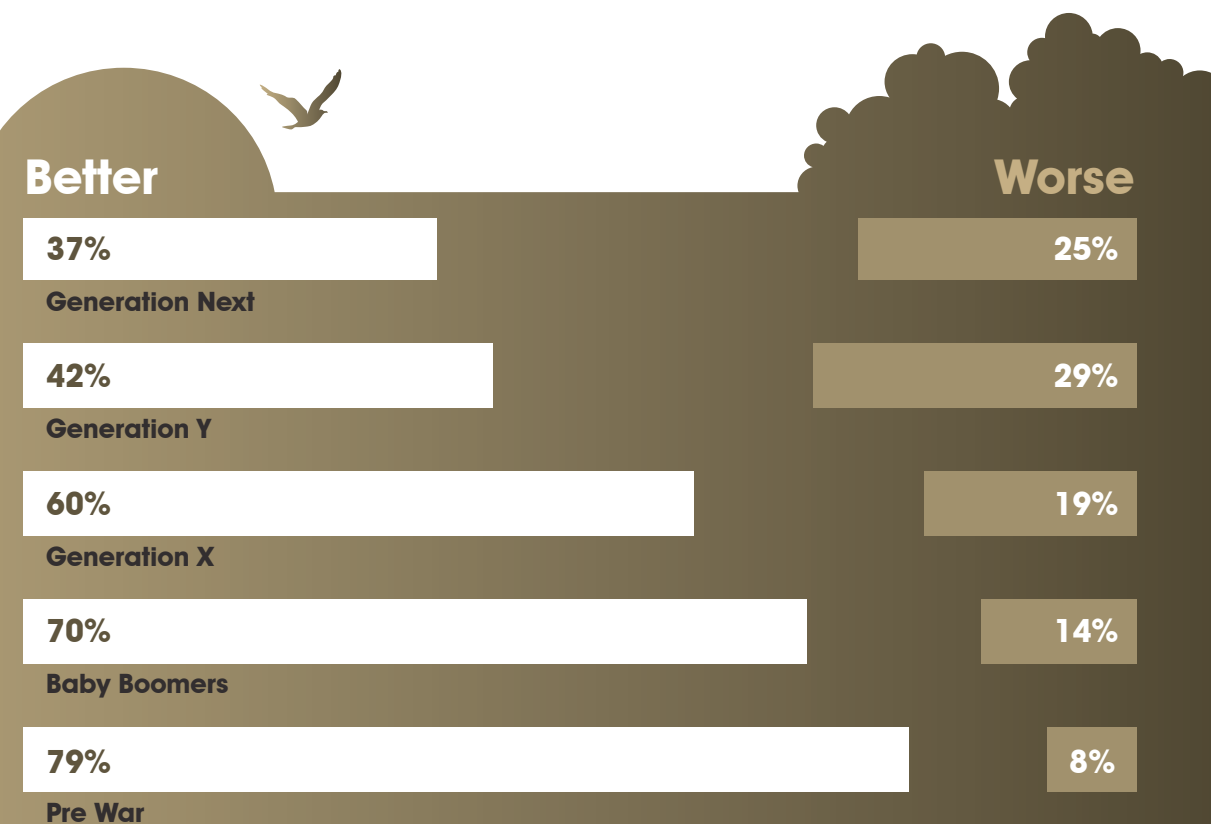 Better Worse
37% 25%
Generation Next
42% 29%
Generation Y
60% 19%
Generation X
70% 14%
Baby Boomers
79% 8%
Pre War